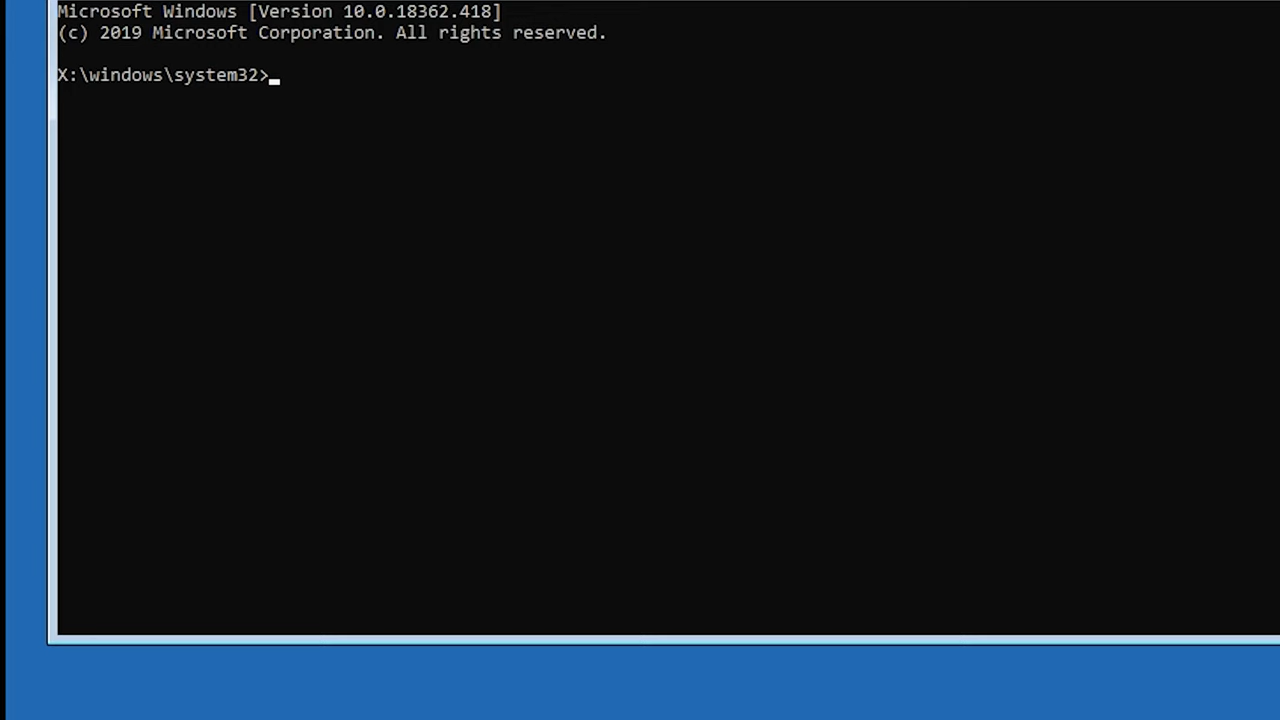 Microsoft Windows [Version 10.0.18362.418]
(c) 2019 Microsoft Corporation. All rights reserved.
X:\windows\system32>